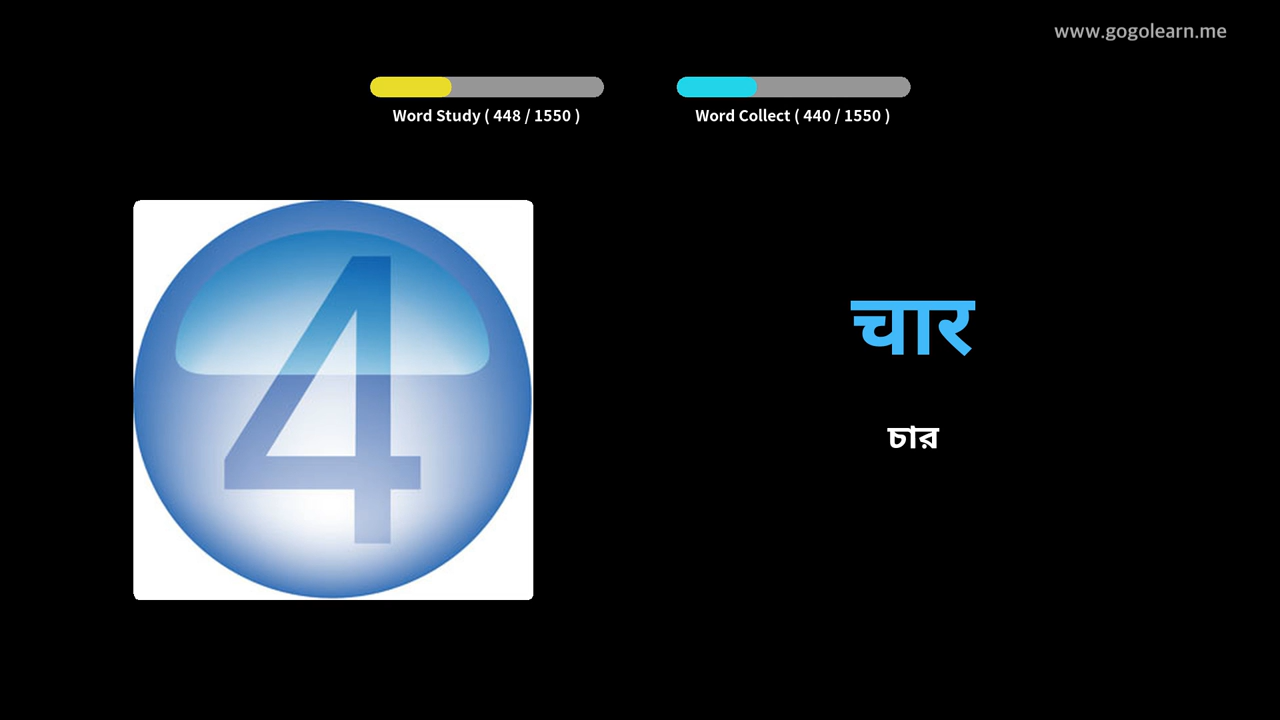 www.gogolearn.me
Word Study ( 448 / 1550 )
Word Collect ( 440 / 1550 )
4
चार
চার